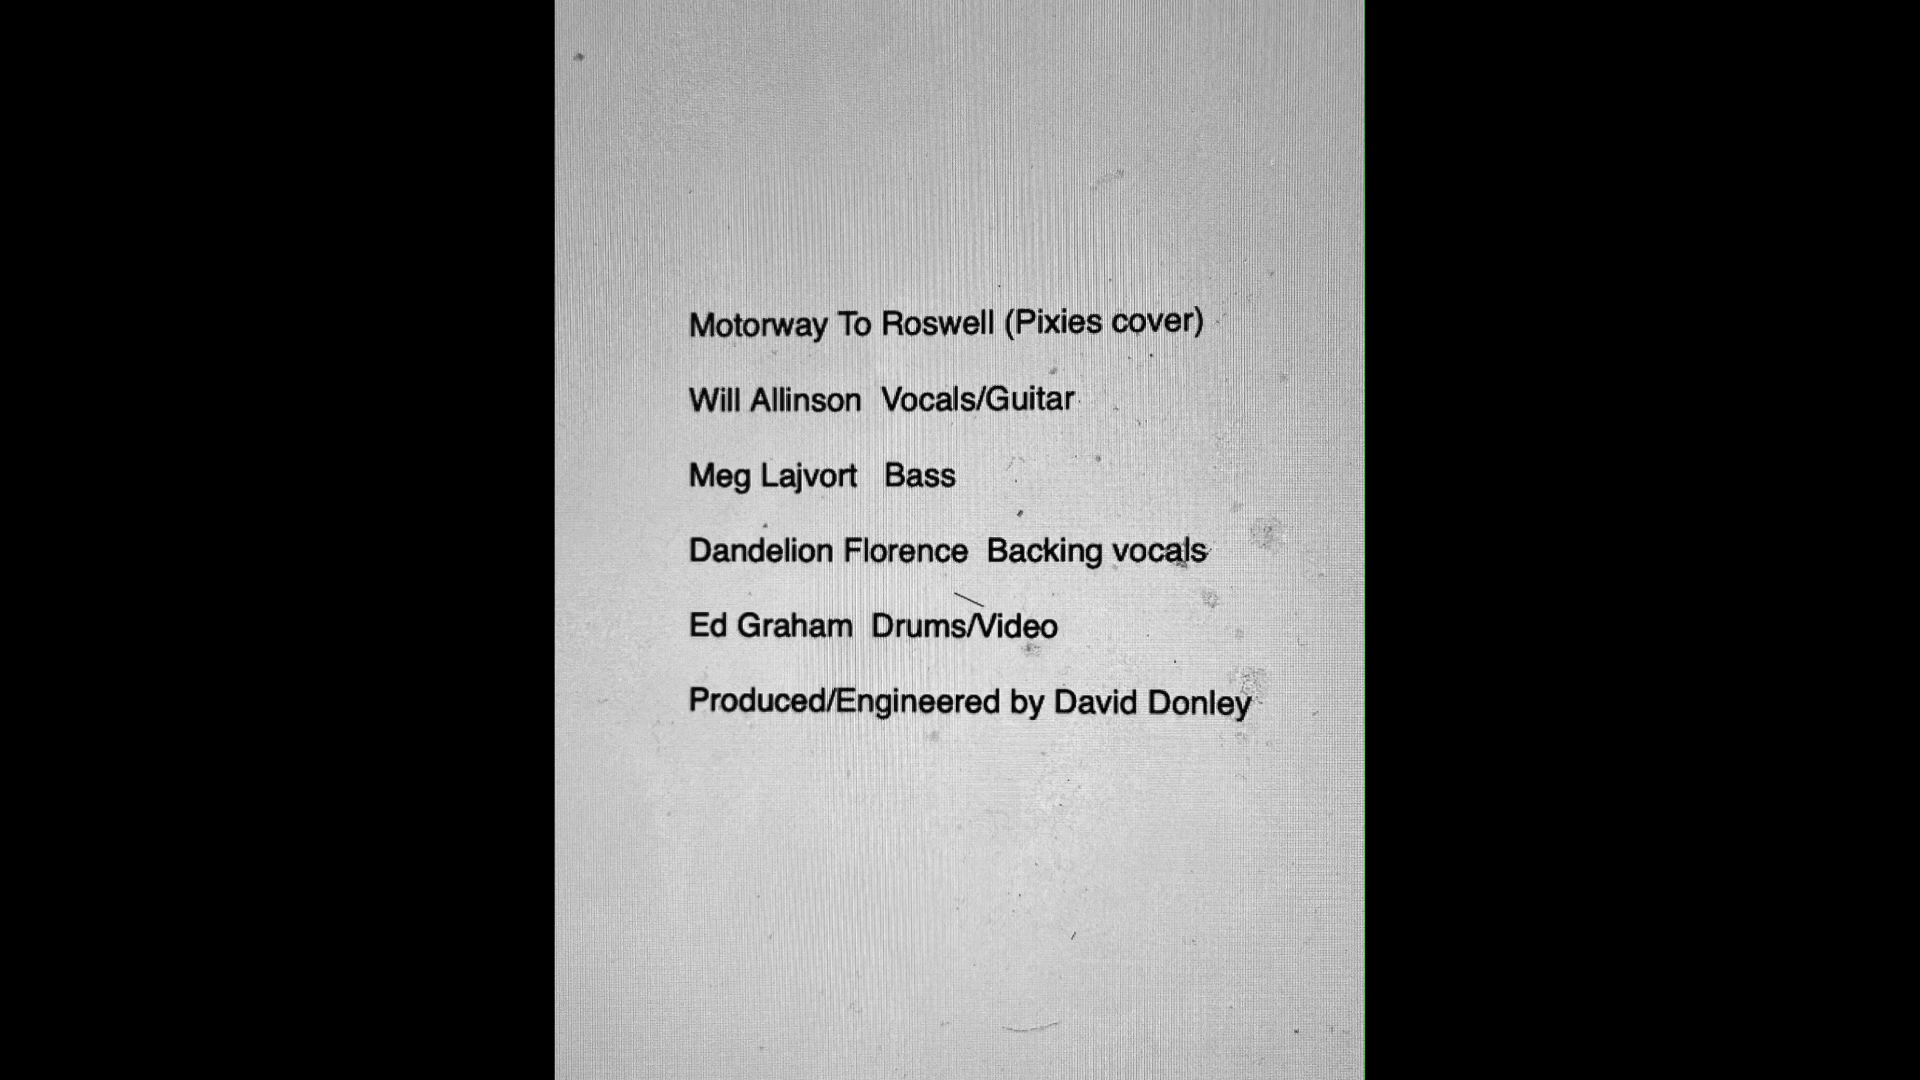 Motorway To Roswell (Pixies cover)
Will Allinson Vocals/Guitar
Meg Lajvort Bass
Dandelion Florence Backing vocals
Ed Graham Drums/Video
Produced/Engineered by David Donley